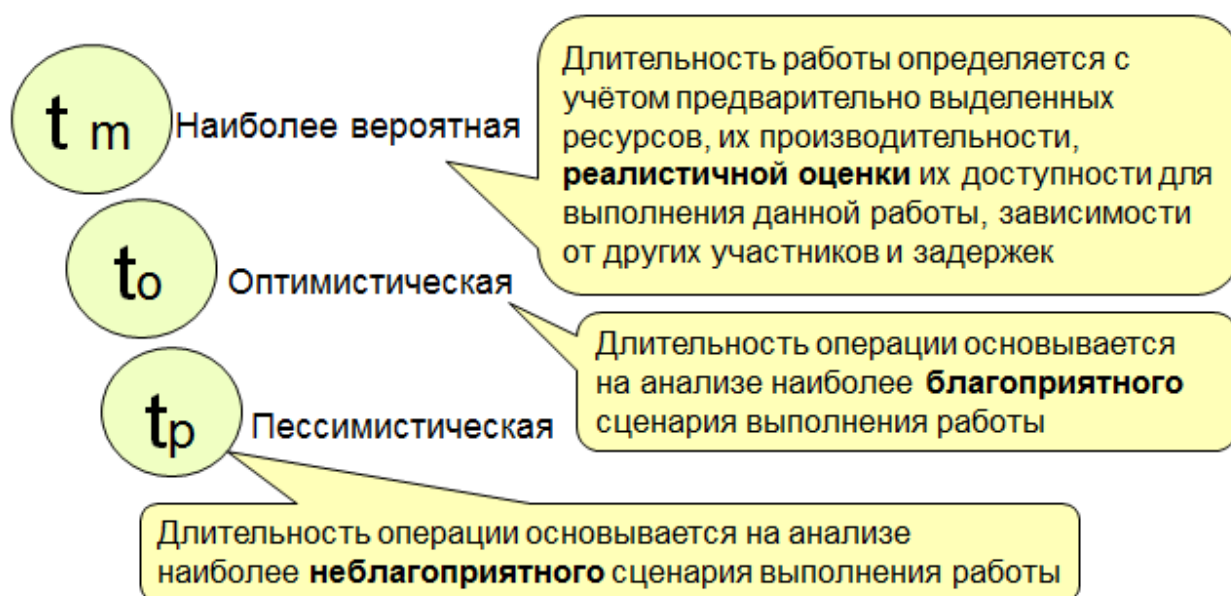 t m Наиболее вероятная
Длительность работы определяется с
учётом предварительно выделенных
ресурсов, их производительности,
реалистичной оценки их доступности для
выполнения данной работы, зависимости
от других участников и задержек
to Оптимистическая
Длительность операции основывается
на анализе наиболее благоприятного
сценария выполнения работы
tp Пессимистическая
Длительность операции основывается на анализе
наиболее неблагоприятного сценария выполнения работы